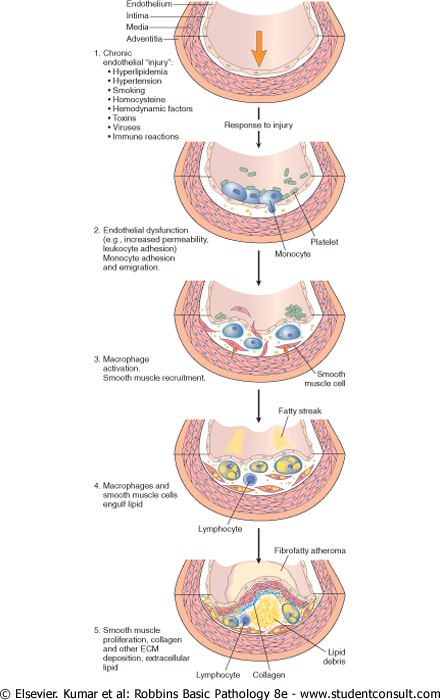 Endothelium
Intima
Media
Adventitia
1. Chronic
endothelial "injury":
• Hyperlipidemia
• Hypertension
• Smoking
• Homocysteine
• Hemodynamic factors
• Toxins
• Viruses
• Immune reactions
Response to injury
Platelet
Monocyte
2. Endothelial dysfunction
(e.g., increased permeability,
leukocyte adhesion)
Monocyte adhesion
and emigration.
3. Macrophage
activation.
Smooth muscle recruitment.
Smooth
muscle cell
Fatty streak
4. Macrophages and
smooth muscle cells
engulf lipid
Lymphocyte
Fibrofatty atheroma
5. Smooth muscle
proliferation, collagen
and other ECM
deposition, extracellular
lipid
Lymphocyte
Collagen
Lipid
debris
© Elsevier. Kumar et al: Robbins Basic Pathology 8e - www.studentconsult.com